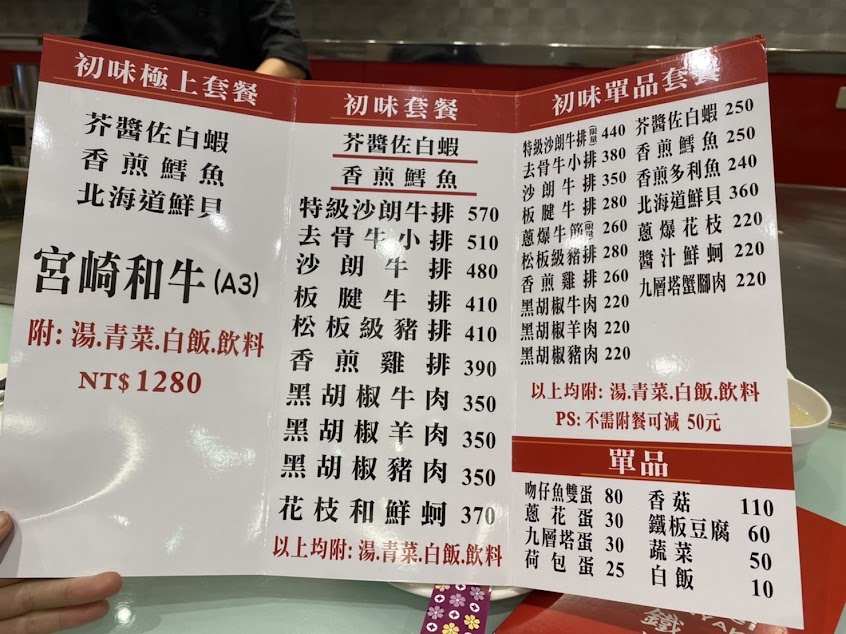 初味極上套餐
芥醬佐白蝦
香煎鱈魚
北海道鮮貝
宮崎和牛(A3)
附:湯.青菜.白飯.飲料
NT$1280
初味套餐
芥醬佐白蝦
香煎鱈魚
特級沙朗牛排 570
去骨牛小排 510
沙朗牛排 480
板腱牛排 410
松板級豬排 410
香煎雞排 390
黑胡椒牛肉 350
黑胡椒羊肉 350
黑胡椒豬肉 350
花枝和鮮蚵 370
以上均附:湯.青菜.白飯.飲料
初味單品套餐
特級沙朗牛排(限量) 440
去骨牛小排 380
沙朗牛排 350
板腱牛排 280
蔥爆牛筋(限量) 260
松板級豬排 280
香煎雞排 260
黑胡椒牛肉 220
黑胡椒羊肉 220
黑胡椒豬肉 220
芥醬佐白蝦 250
香煎鱈魚 250
香煎多利魚 240
北海道鮮貝 360
蔥爆花枝 220
醬汁鮮蚵 220
九層塔蟹腳肉 220
以上均附:湯.青菜.白飯.飲料
PS:不需附餐可減 50元
單品
吻仔魚雙蛋 80
蔥花蛋 30
九層塔蛋 30
荷包蛋 25
香菇 110
鐵板豆腐 60
蔬菜 50
白飯 10
鐵